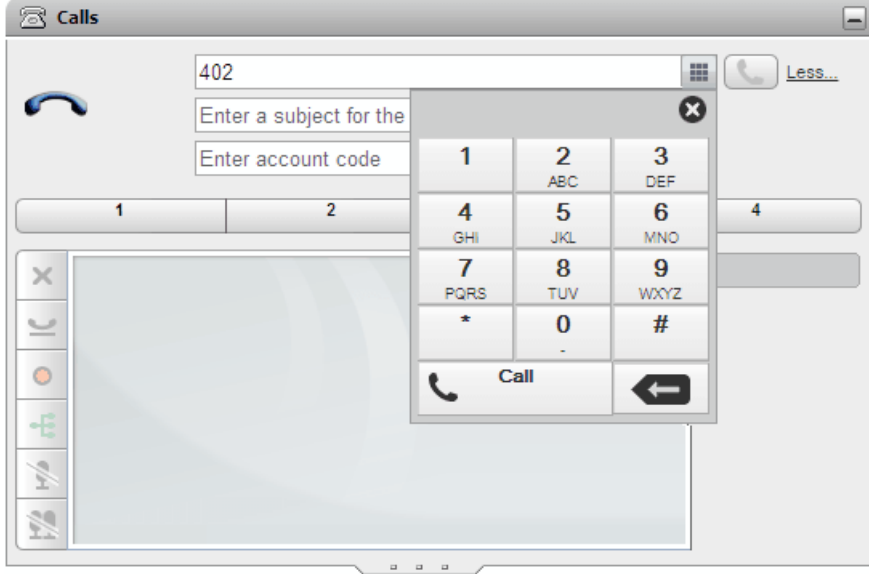 Calls
402
Less...
Enter a subject for the
Enter account code
1
2
3
ABC
DEF
4
5
6
GHI
JKL
MNO
7
8
9
PQRS
TUV
WXYZ
*
0
#
-
Call
1
2
4